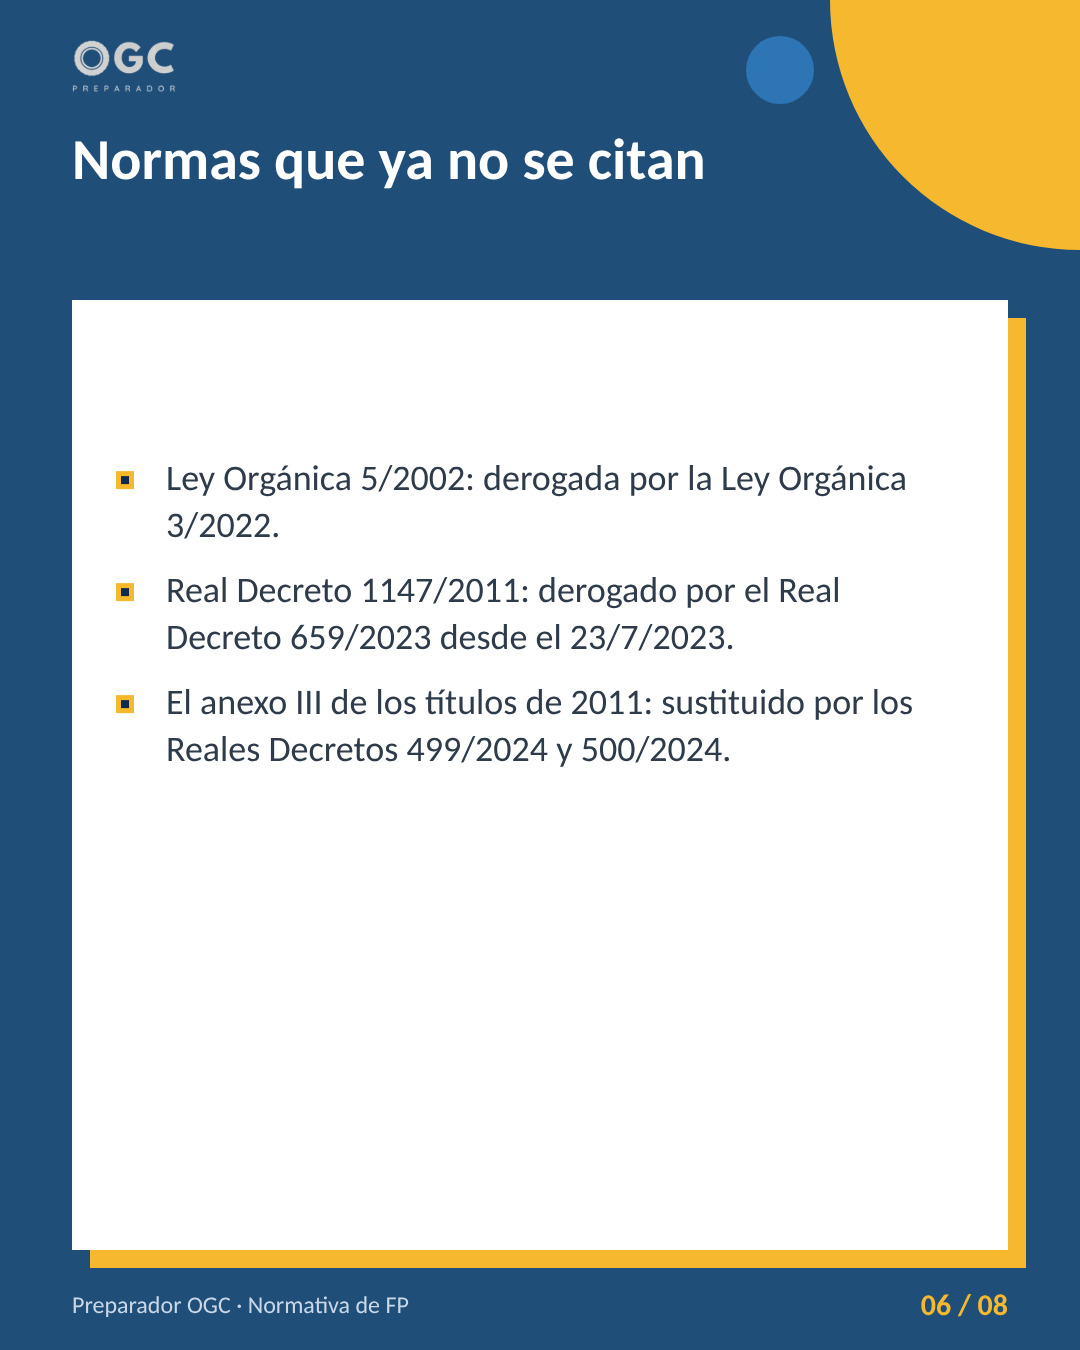 OGC
PREPARADOR
Normas que ya no se citan
Ley Orgánica 5/2002: derogada por la Ley Orgánica
3/2022.
Real Decreto 1147/2011: derogado por el Real
Decreto 659/2023 desde el 23/7/2023.
El anexo III de los títulos de 2011: sustituido por los
Reales Decretos 499/2024 y 500/2024.
Preparador OGC · Normativa de FP
06 / 08